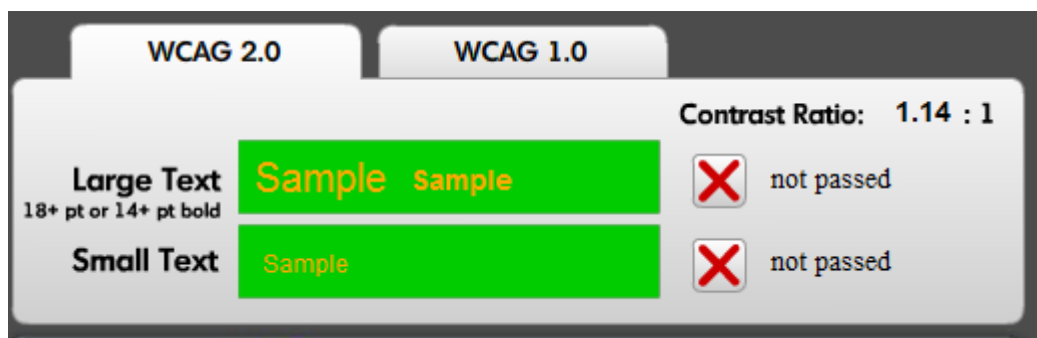 WCAG 2.0 WCAG 1.0
Contrast Ratio: 1.14 : 1
Large Text Sample Sample not passed
18+ pt or 14+ pt bold
Small Text Sample not passed